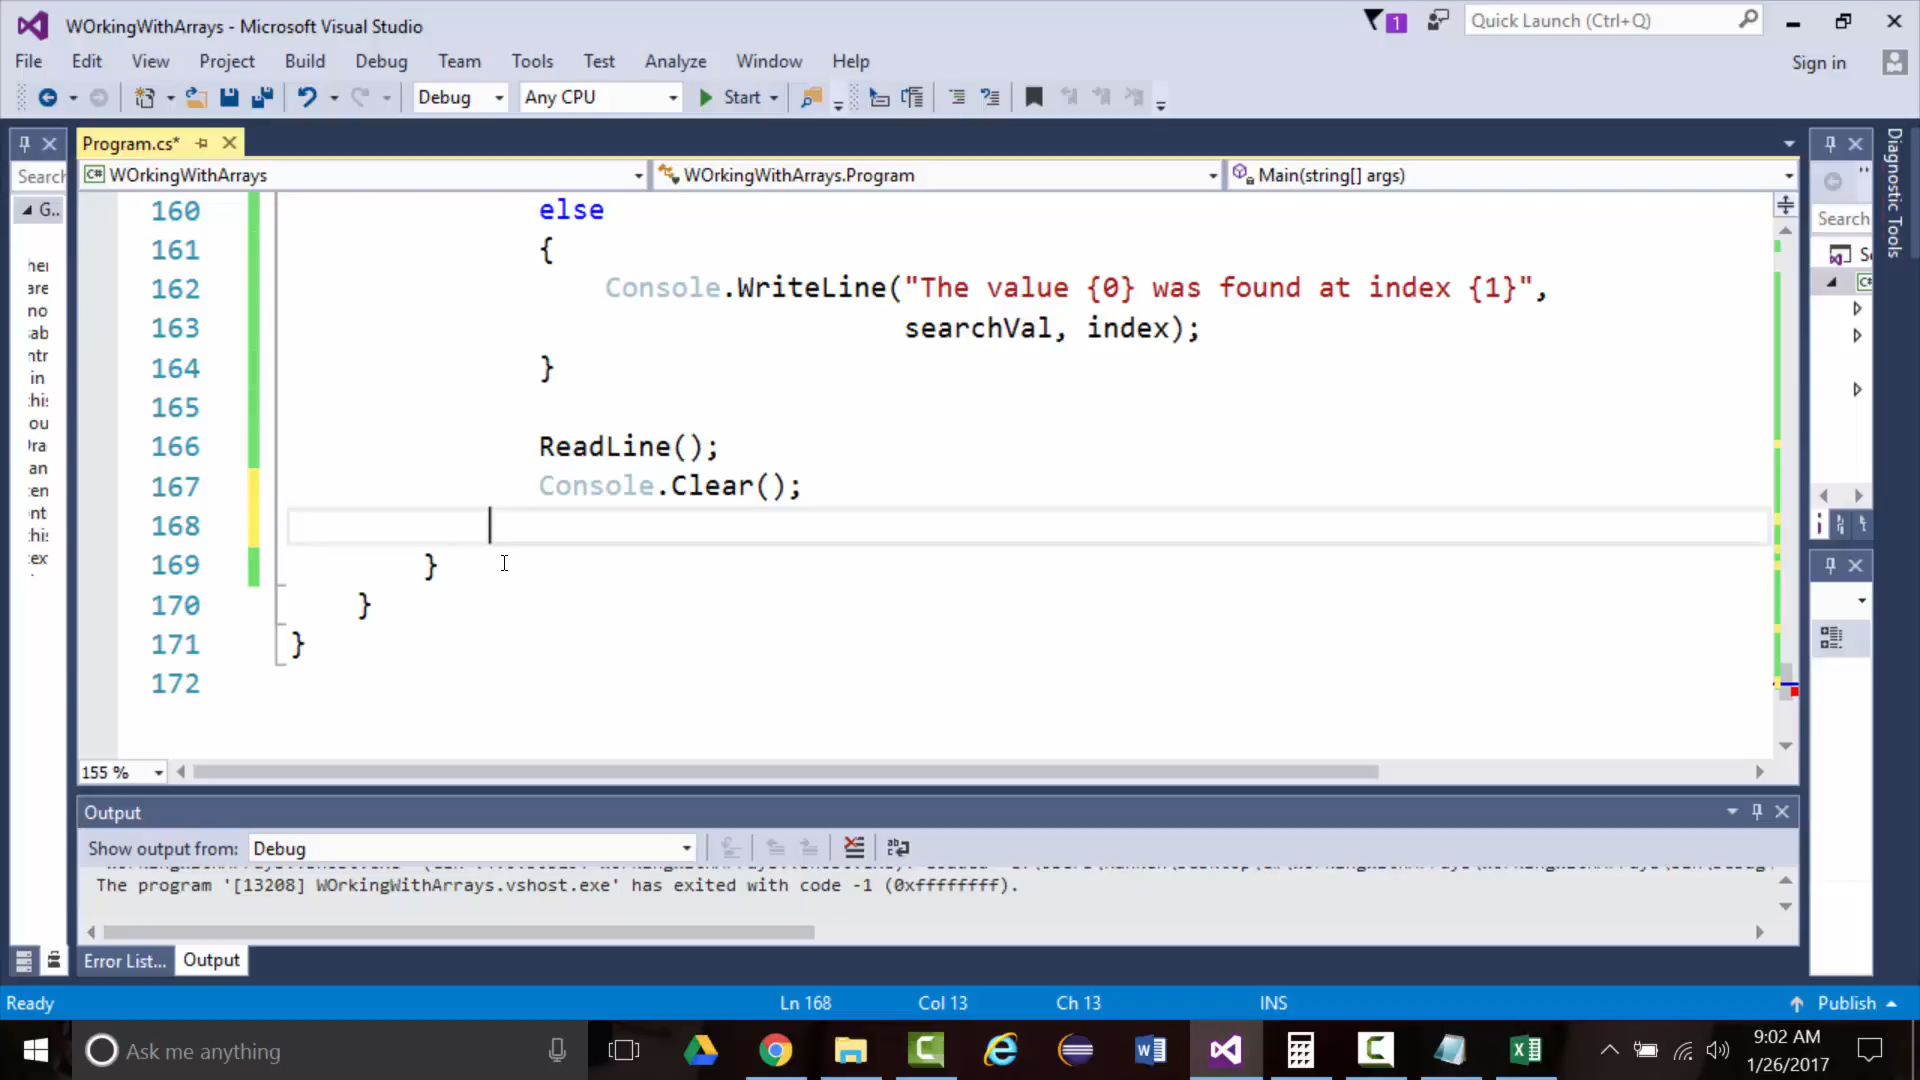 WOrkingWithArrays - Microsoft Visual Studio
1
Quick Launch (Ctrl+Q)
File Edit View Project Build Debug Team Tools Test Analyze Window Help
Sign in
Debug Any CPU Start
Program.cs*
Diagnostic Tools
Search
WOrkingWithArrays WOrkingWithArrays.Program Main(string[] args)
G..
Search
160 else
161 {
162 Console.WriteLine("The value {0} was found at index {1}",
163 searchVal, index);
164 }
165
166 ReadLine();
167 Console.Clear();
168
169 }
170 }
171 }
172
155 %
Output
Show output from: Debug
The program '[13208] WOrkingWithArrays.vshost.exe' has exited with code -1 (0xffffffff).
Error List... Output
Ready Ln 168 Col 13 Ch 13 INS Publish
Ask me anything
9:02 AM
1/26/2017